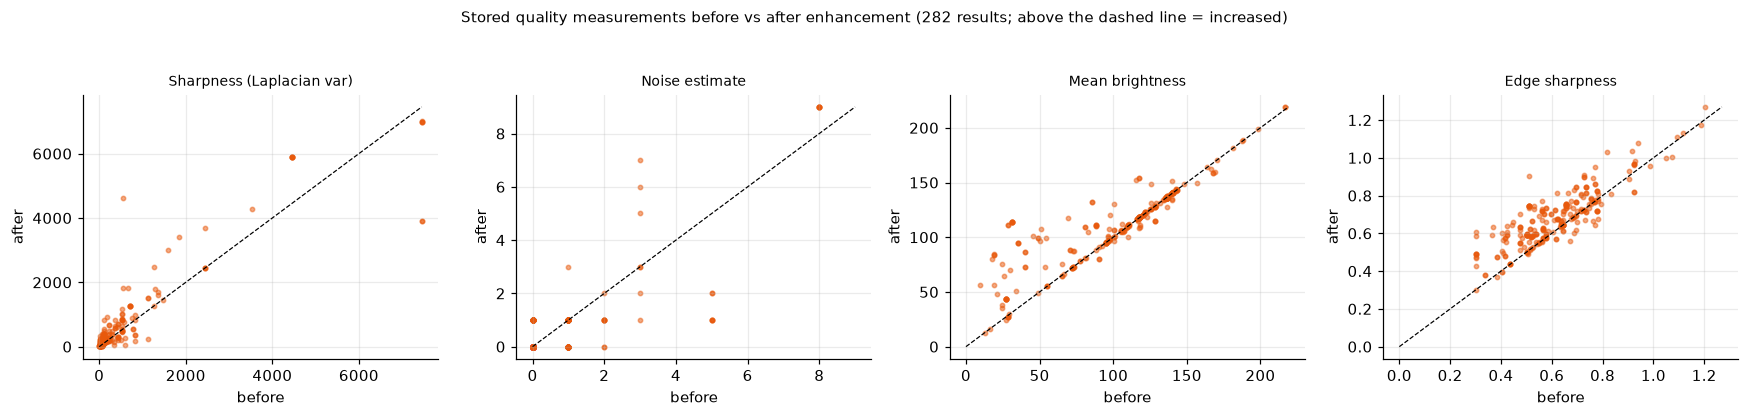 Stored quality measurements before vs after enhancement (282 results; above the dashed line = increased)
Sharpness (Laplacian var)
after
6000
4000
2000
0
0 2000 4000 6000
before
Noise estimate
after
8
6
4
2
0
0 2 4 6 8
before
Mean brightness
after
200
150
100
50
0
0 50 100 150 200
before
Edge sharpness
after
1.2
1.0
0.8
0.6
0.4
0.2
0.0
0.0 0.2 0.4 0.6 0.8 1.0 1.2
before